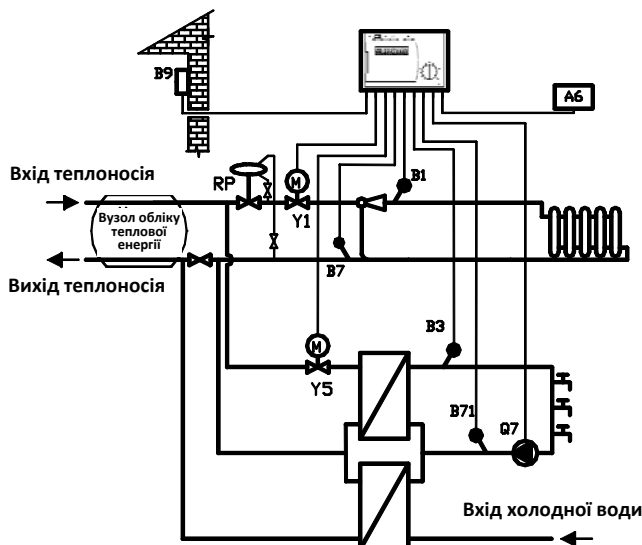 B9
A6
Вхід теплоносія
RP
M
Y1
B1
Вузол обліку
теплової
енергії
B7
Вихід теплоносія
M
Y5
B3
B71
Q7
Вхід холодної води